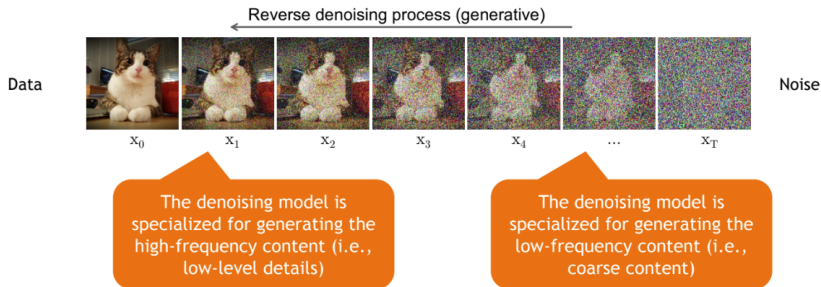 Reverse denoising process (generative)
Data
Noise
x₀
x₁
x₂
x₃
x₄
...
x_T
The denoising model is
specialized for generating the
high-frequency content (i.e.,
low-level details)
The denoising model is
specialized for generating the
low-frequency content (i.e.,
coarse content)